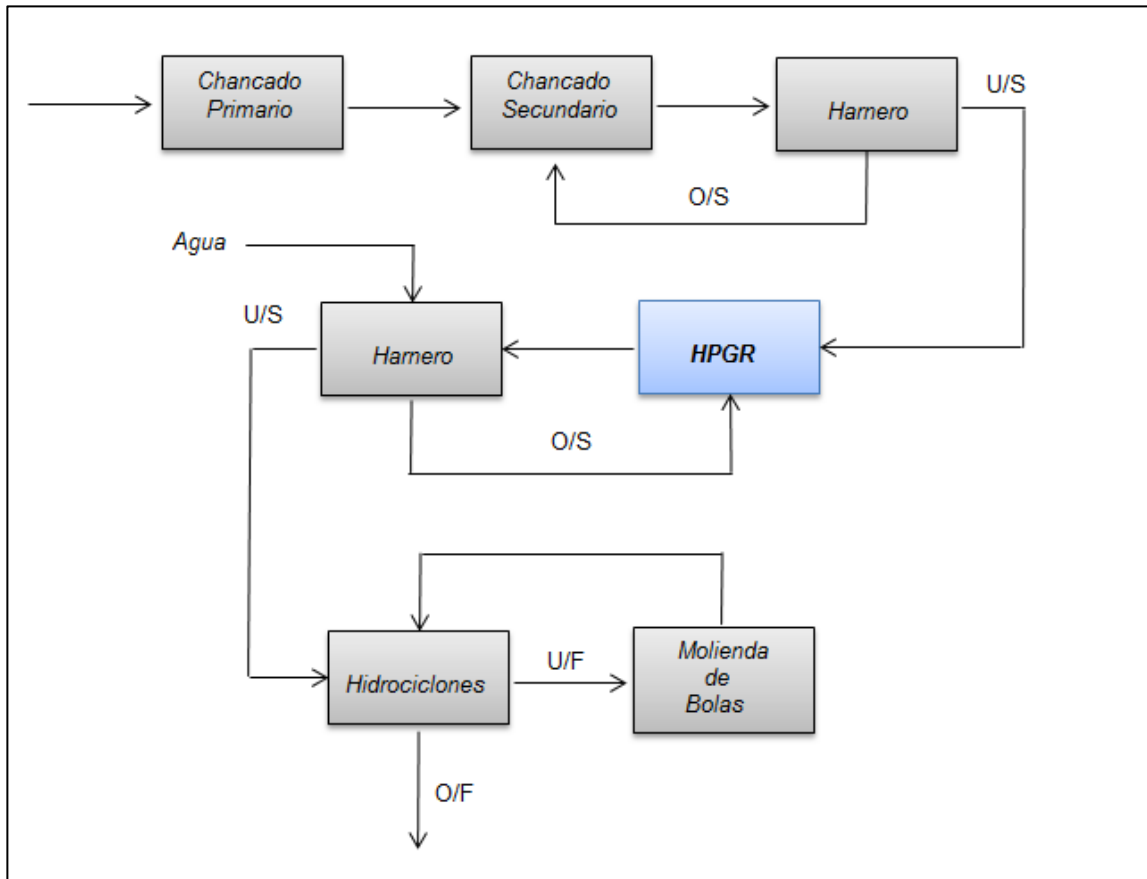 Chancado
Primario
Chancado
Secundario
Harnero
U/S
O/S
Agua
U/S
Harnero
HPGR
O/S
Hidrociclones
U/F
Molienda
de
Bolas
O/F